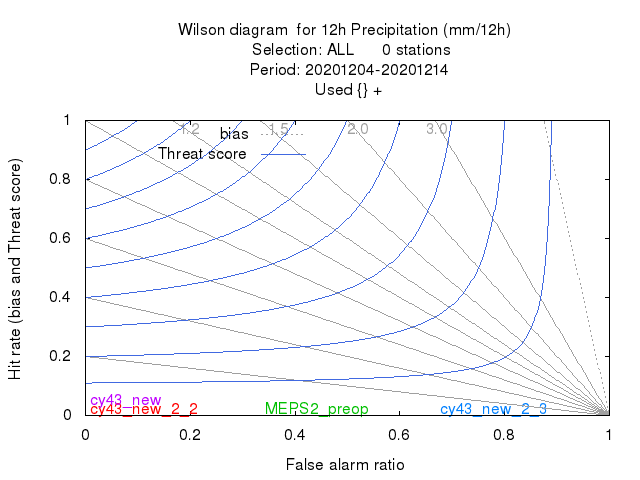 Wilson diagram  for 12h Precipitation (mm/12h)
Selection: ALL      0 stations
Period: 20201204-20201214
Used {} +
Hit rate (bias and Threat score)
1
0.8
0.6
0.4
0.2
0
1.2
1.5
2.0
3.0
bias
Threat score
cy43_new
cy43_new_2_2
MEPS2_preop
cy43_new_2_3
0
0.2
0.4
0.6
0.8
1
False alarm ratio